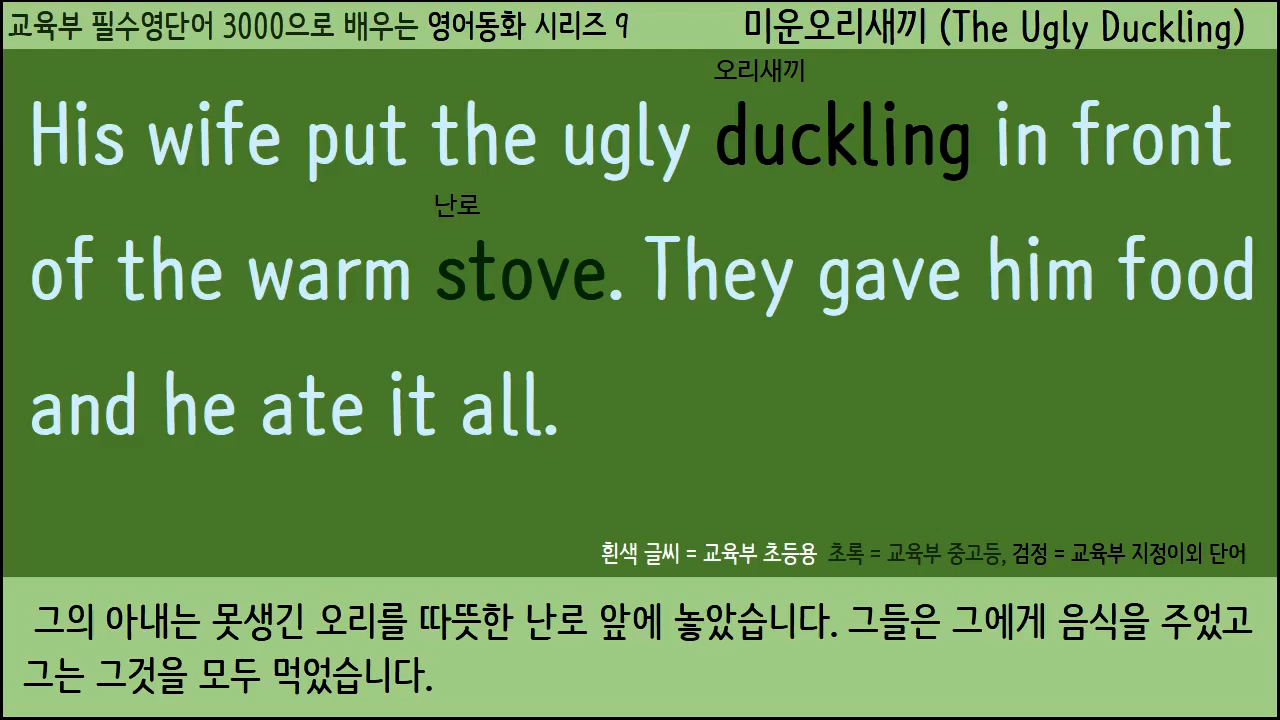 교육부 필수영단어 3000으로 배우는 영어동화 시리즈 9 미운오리새끼 (The Ugly Duckling)
오리새끼
His wife put the ugly duckling in front
난로
of the warm stove. They gave him food
and he ate it all.
흰색 글씨 = 교육부 초등용 초록 = 교육부 중고등, 검정 = 교육부 지정이외 단어
그의 아내는 못생긴 오리를 따뜻한 난로 앞에 놓았습니다. 그들은 그에게 음식을 주었고
그는 그것을 모두 먹었습니다.